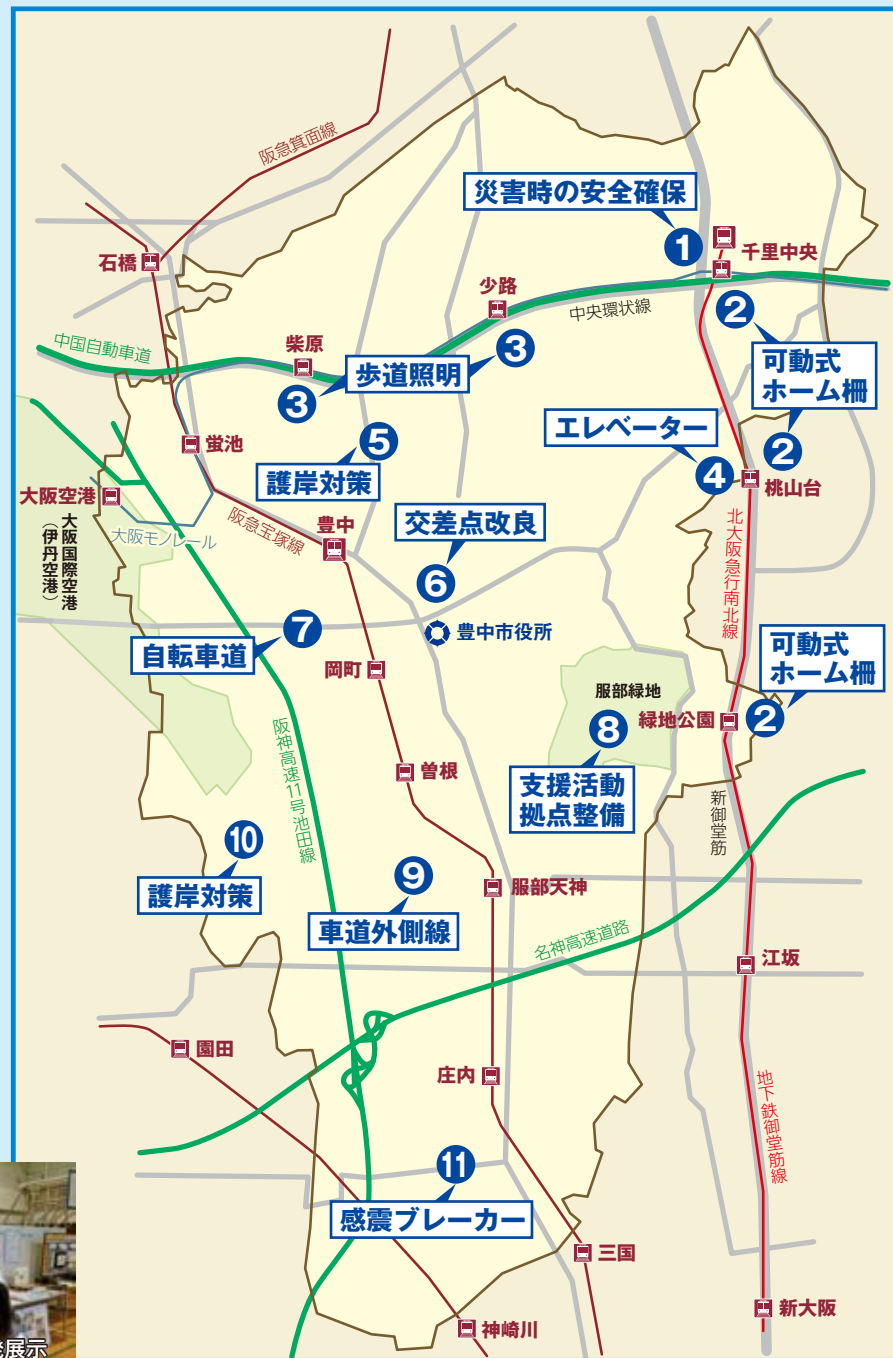 阪急箕面線
災害時の安全確保
1
千里中央
石橋
少路
中央環状線
2
中国自動車道
柴原
3
歩道照明
3
可動式
ホーム柵
エレベーター
2
蛍池
5
護岸対策
4
桃山台
大阪空港
大阪国際空港
(伊丹空港)
大阪モノレール
阪急宝塚線
豊中
交差点改良
6
北大阪急行南北線
豊中市役所
7
自転車道
岡町
可動式
ホーム柵
服部緑地
緑地公園
2
8
支援活動
拠点整備
阪神高速11号池田線
曽根
新御堂筋
10
護岸対策
9
車道外側線
服部天神
名神高速道路
江坂
園田
庄内
地下鉄御堂筋線
11
感震ブレーカー
三国
新大阪
神崎川
展示